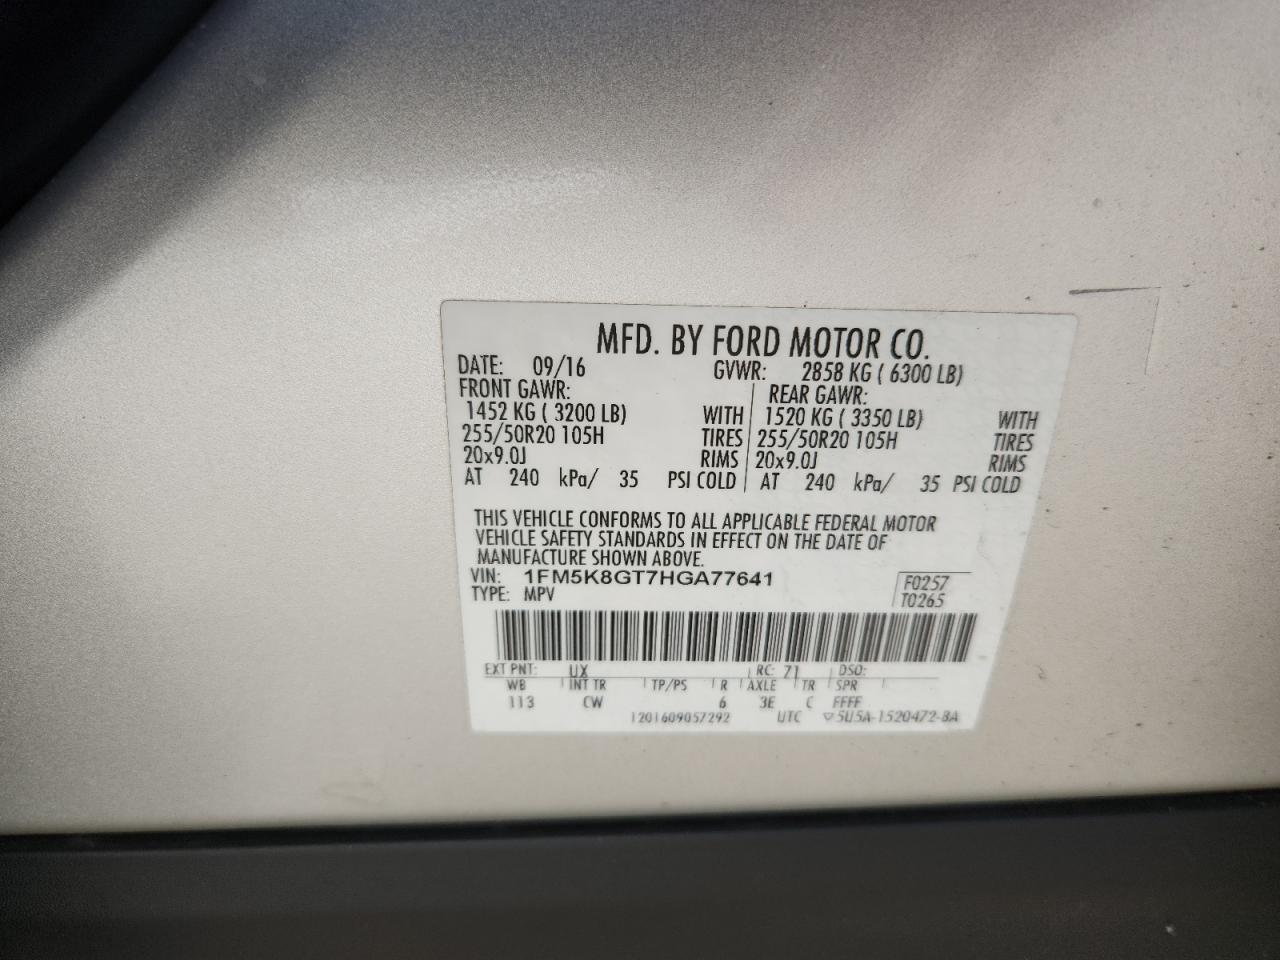 MFD. BY FORD MOTOR CO.
DATE: 09/16 GVWR: 2858 KG ( 6300 LB)
FRONT GAWR: REAR GAWR:
1452 KG ( 3200 LB) WITH 1520 KG ( 3350 LB) WITH
255/50R20 105H TIRES 255/50R20 105H TIRES
20x9.0J RIMS 20x9.0J RIMS
AT 240 kPa/ 35 PSI COLD AT 240 kPa/ 35 PSI COLD
THIS VEHICLE CONFORMS TO ALL APPLICABLE FEDERAL MOTOR
VEHICLE SAFETY STANDARDS IN EFFECT ON THE DATE OF
MANUFACTURE SHOWN ABOVE.
VIN: 1FM5K8GT7HGA77641 F0257
TYPE: MPV T0265
EXT PNT: UX RC: 71 DSO:
WB INT TR TP/PS R AXLE TR SPR
113 CW 6 3E C FFFF
1201609057292 UTC ▽5U5A-1520472-BA